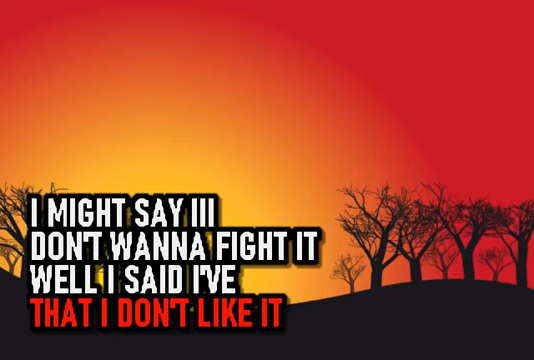 I MIGHT SAY III
DON'T WANNA FIGHT IT
WELL I SAID I'VE
THAT I DON'T LIKE IT